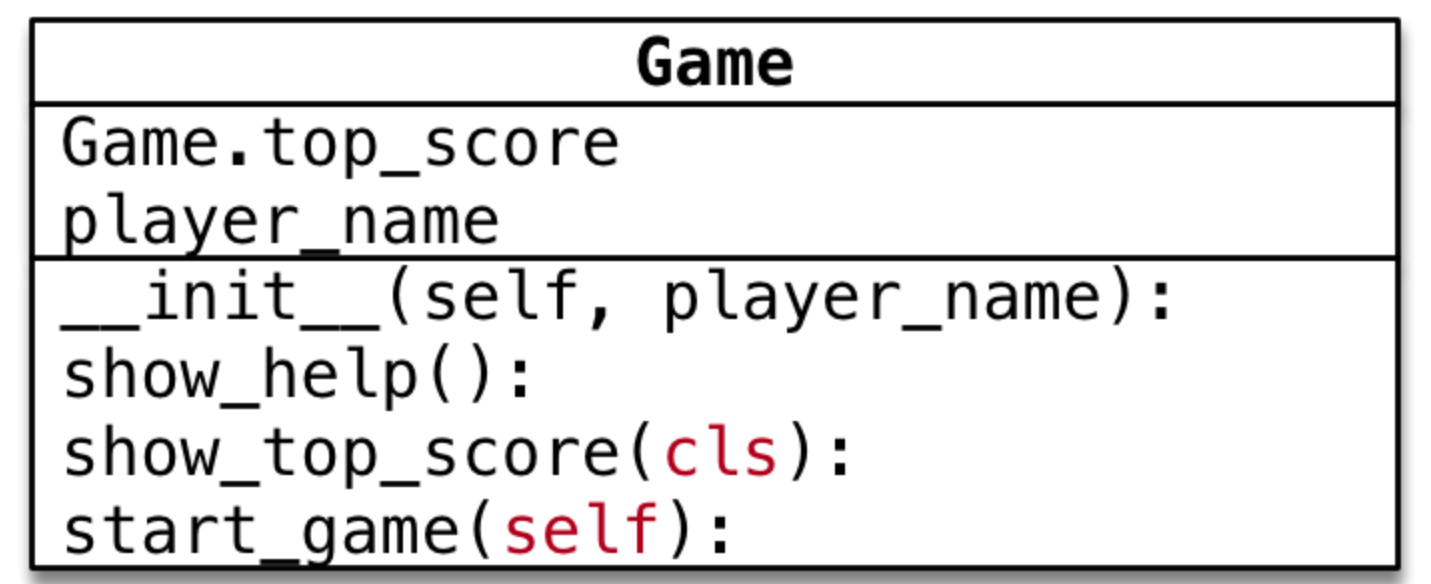 Game
Game.top_score
player_name
__init__(self, player_name):
show_help():
show_top_score(cls):
start_game(self):